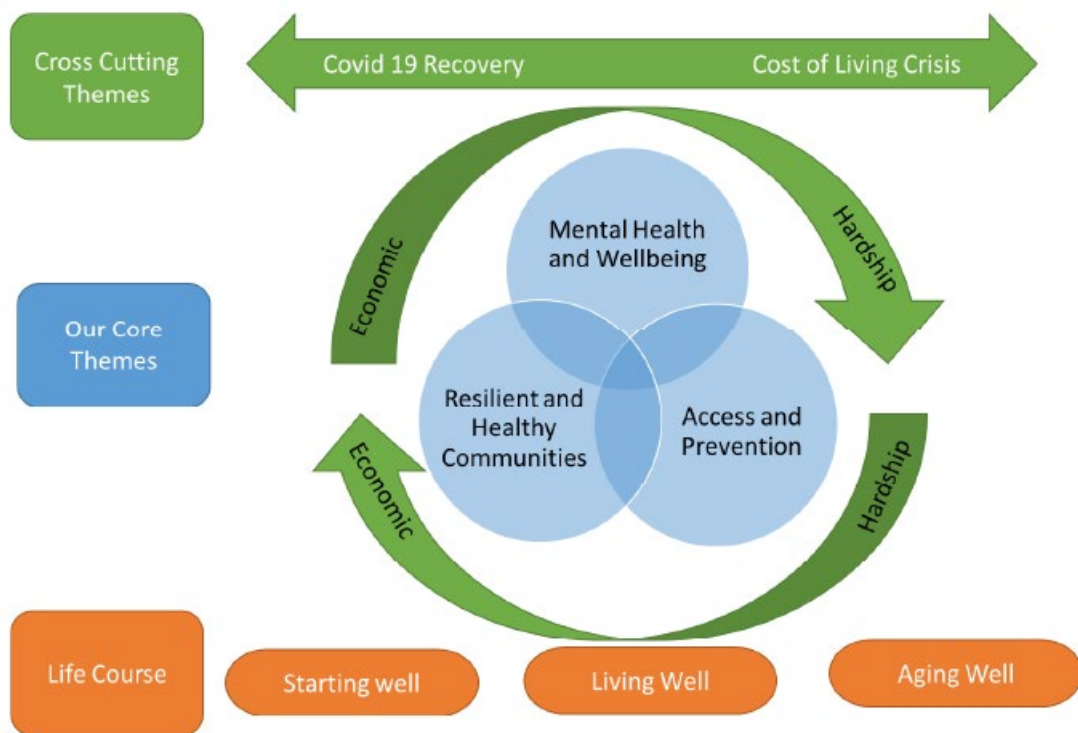 Cross Cutting
Themes
Covid 19 Recovery
Cost of Living Crisis
Economic
Hardship
Mental Health
and Wellbeing
Our Core
Themes
Resilient and
Healthy
Communities
Access and
Prevention
Economic
Hardship
Life Course
Starting well
Living Well
Aging Well